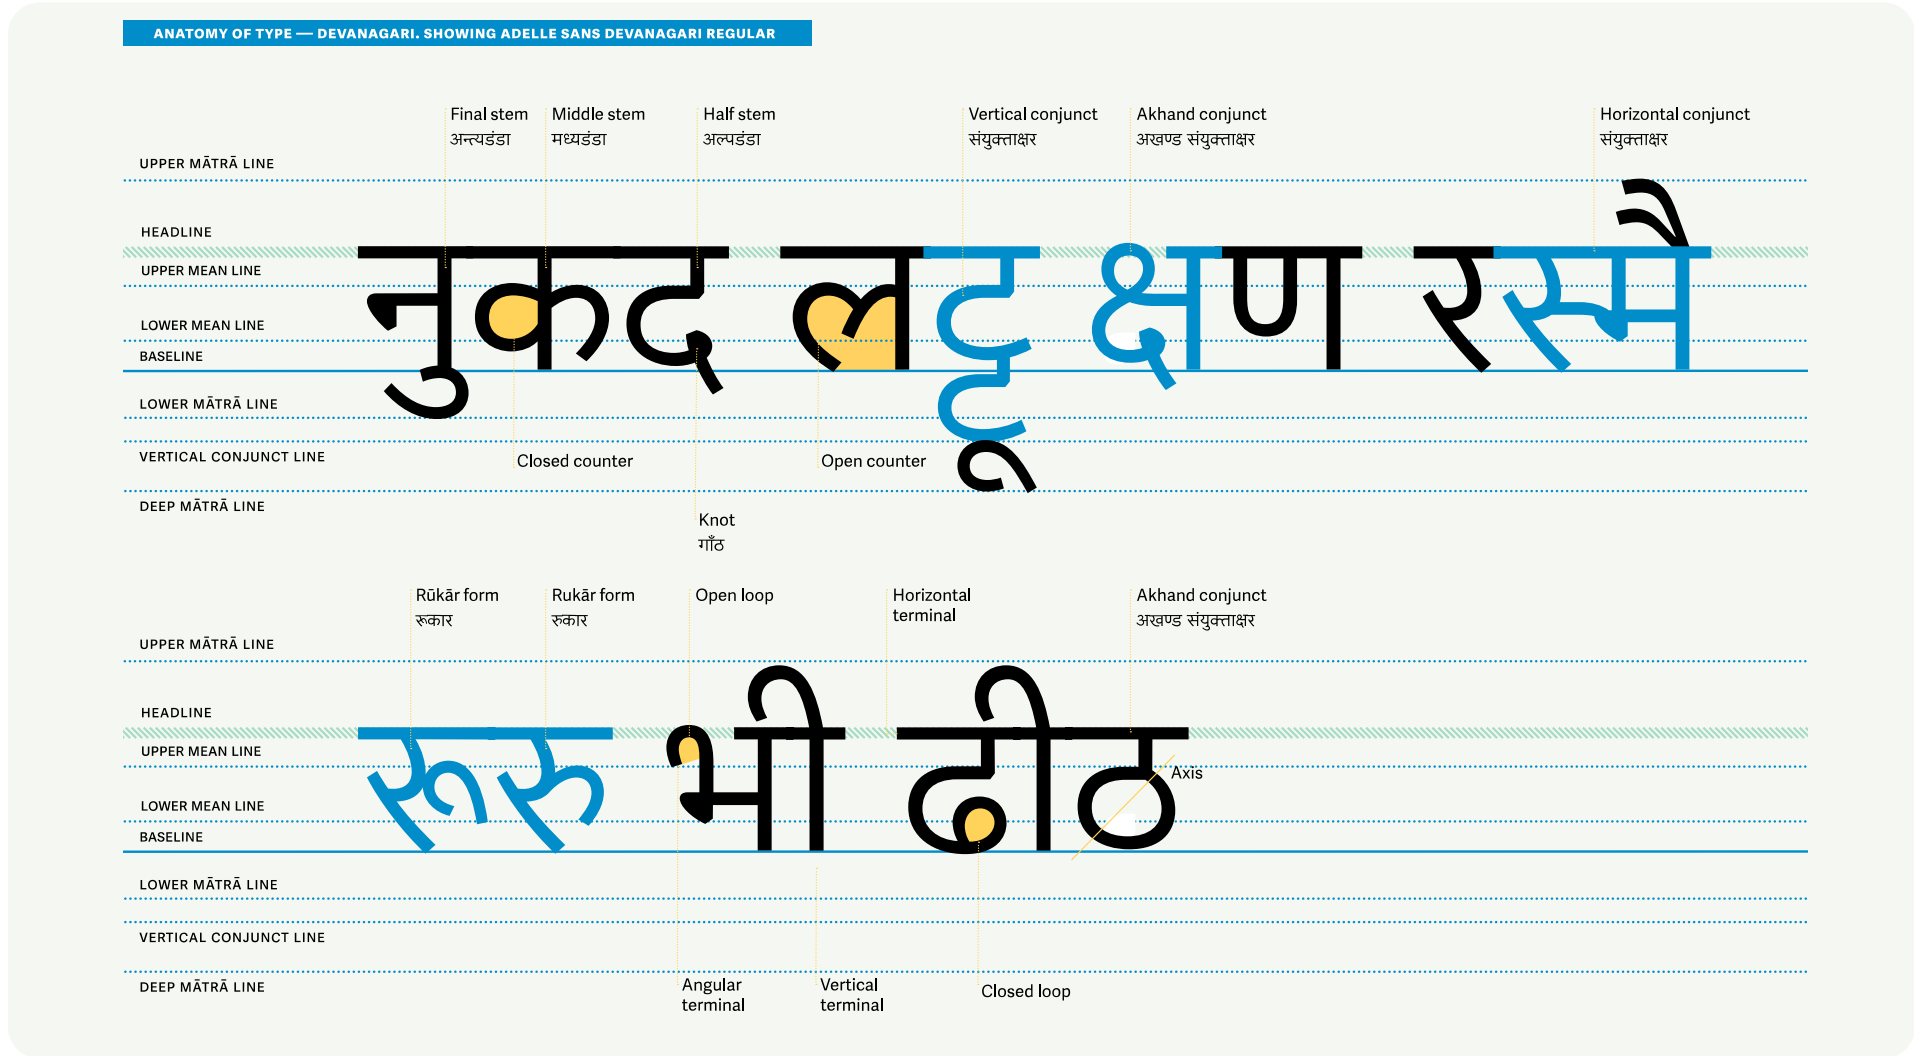 ANATOMY OF TYPE — DEVANAGARI. SHOWING ADELLE SANS DEVANAGARI REGULAR
Final stem Middle stem Half stem Vertical conjunct Akhand conjunct Horizontal conjunct
अन्त्यडंडा मध्यडंडा अल्पडंडा संयुक्ताक्षर अखण्ड संयुक्ताक्षर संयुक्ताक्षर
UPPER MĀTRĀ LINE
HEADLINE
UPPER MEAN LINE
LOWER MEAN LINE
BASELINE
नुकद लट्टू क्षण रस्मै
LOWER MĀTRĀ LINE
VERTICAL CONJUNCT LINE
Closed counter Open counter
DEEP MĀTRĀ LINE
Knot
गाँठ
Rūkār form Rukār form Open loop Horizontal terminal Akhand conjunct
रूकार रुकार अखण्ड संयुक्ताक्षर
UPPER MĀTRĀ LINE
HEADLINE
UPPER MEAN LINE
Axis
LOWER MEAN LINE
BASELINE
रूरु भी ढीठ
LOWER MĀTRĀ LINE
VERTICAL CONJUNCT LINE
DEEP MĀTRĀ LINE
Angular terminal Vertical terminal Closed loop